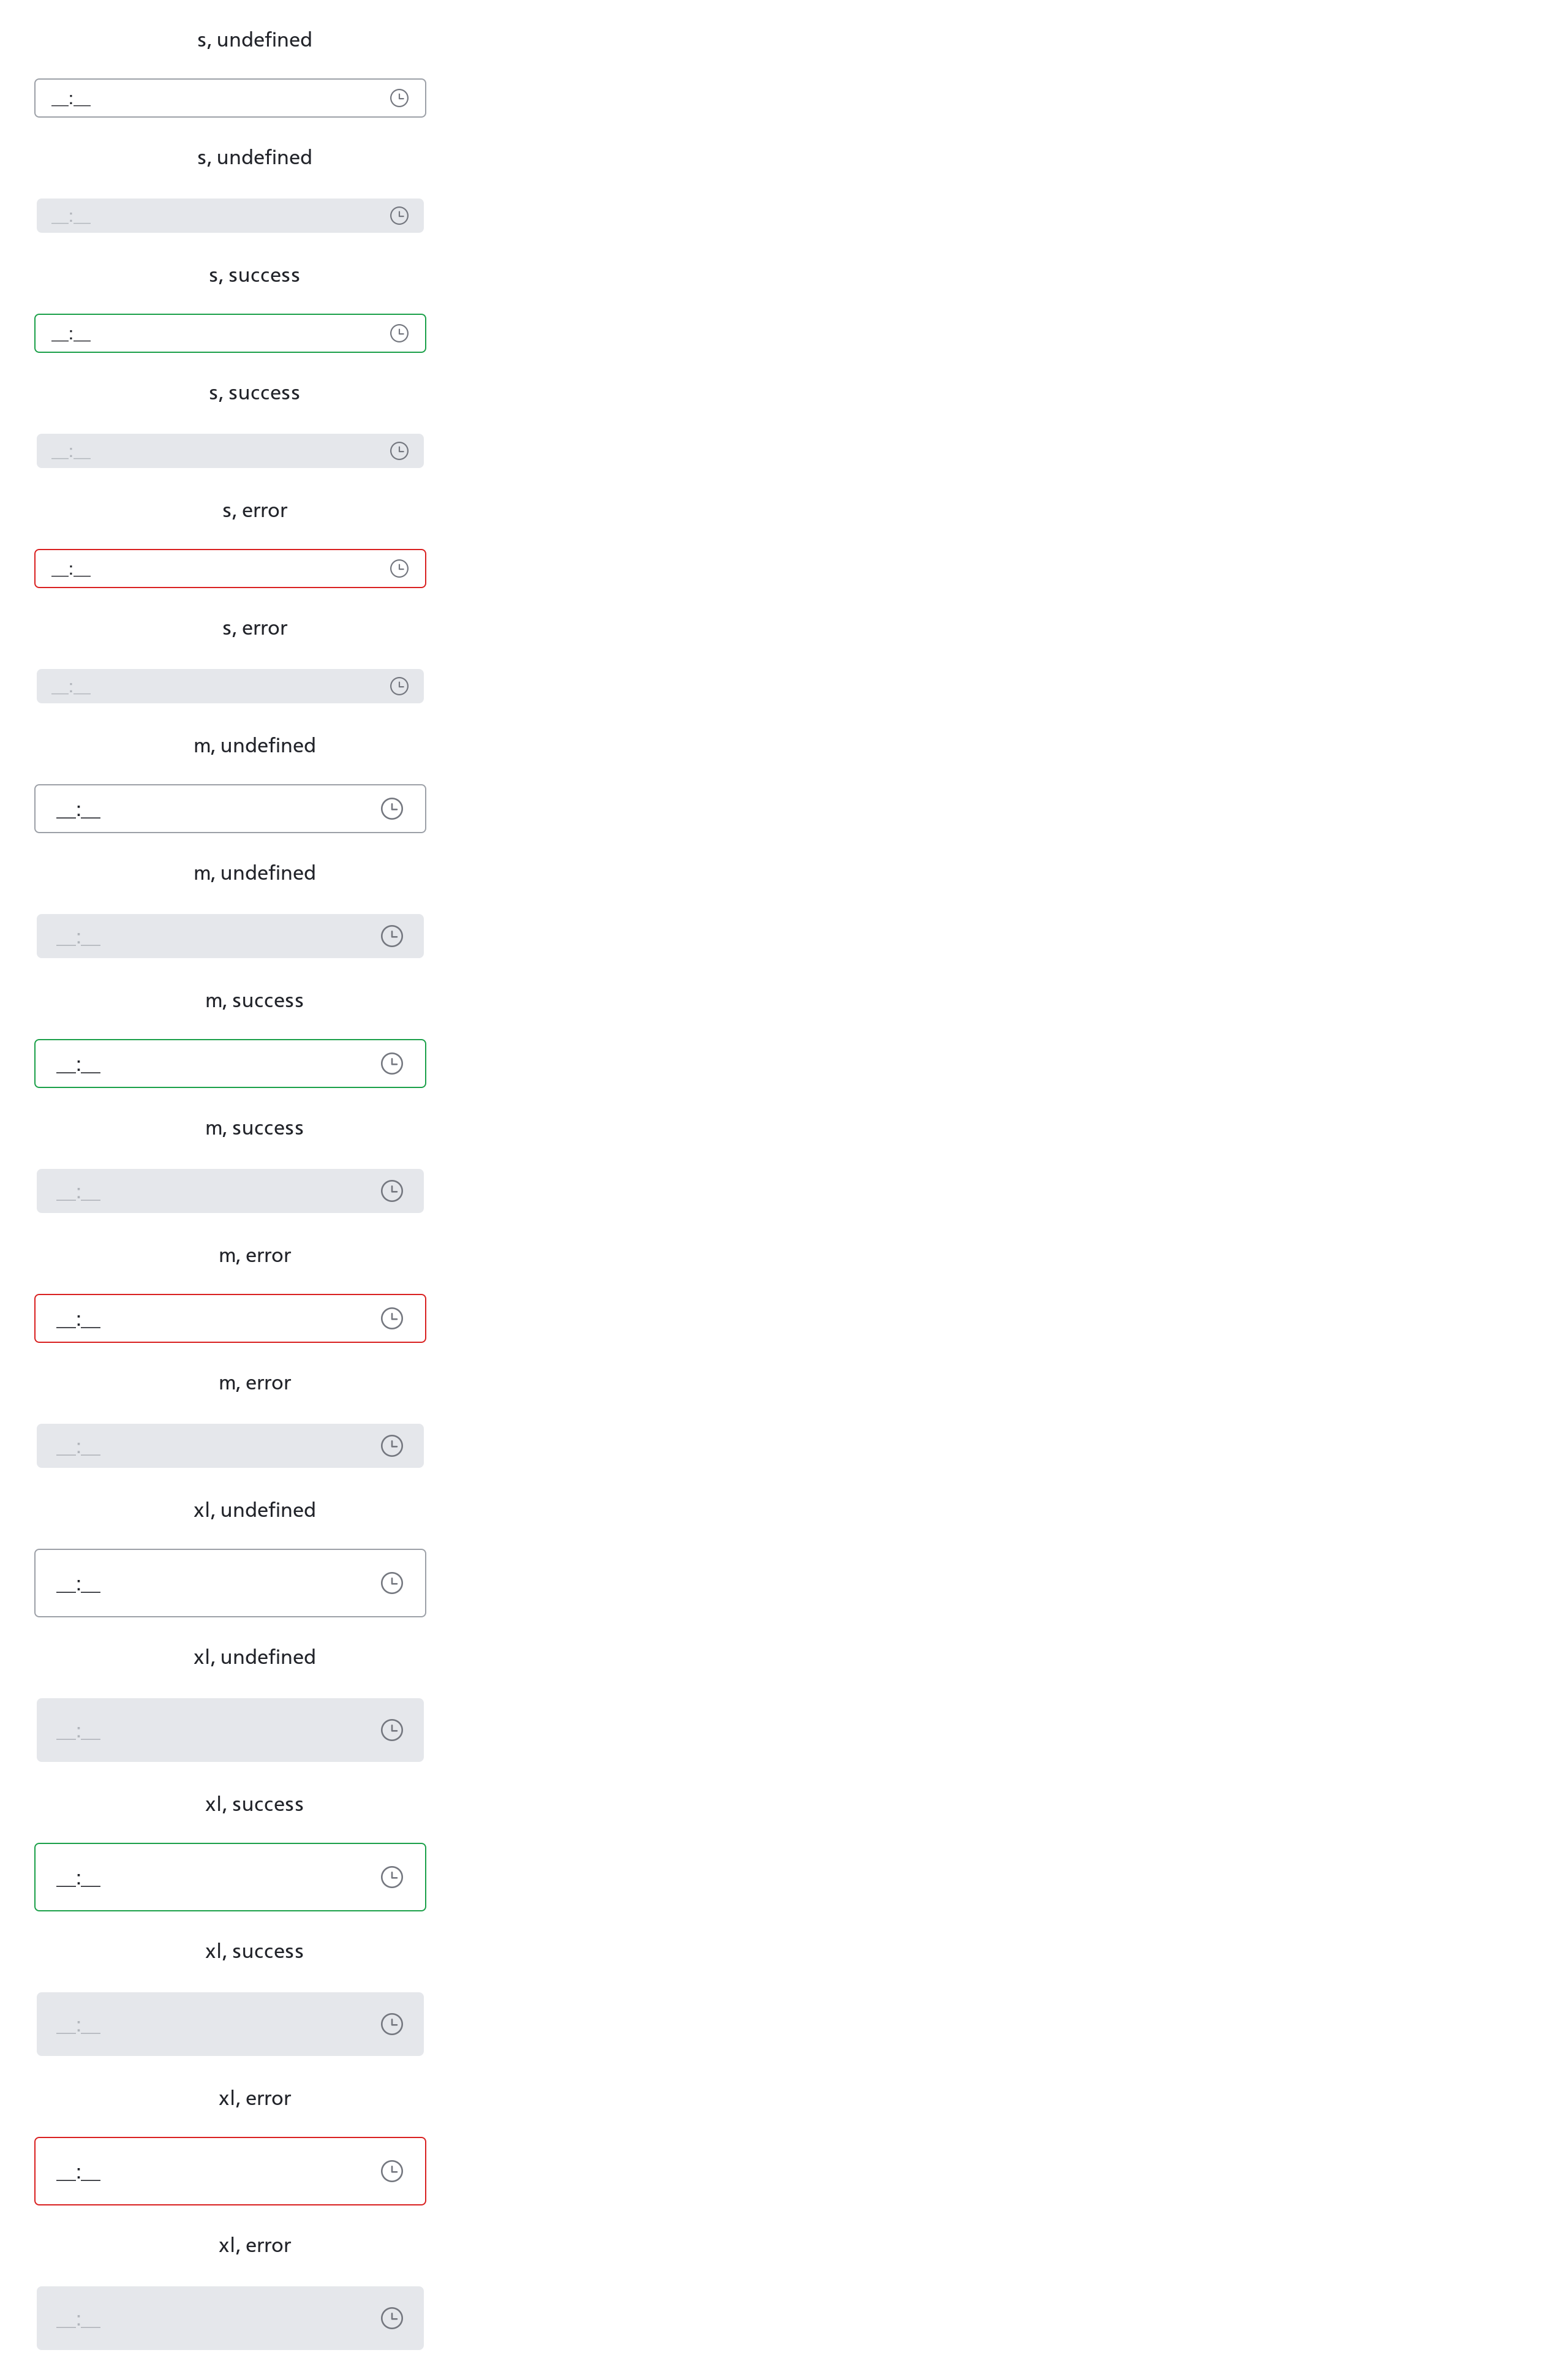 s, undefined
__:__
s, undefined
__:__
s, success
__:__
s, success
__:__
s, error
__:__
s, error
__:__
m, undefined
__:__
m, undefined
__:__
m, success
__:__
m, success
__:__
m, error
__:__
m, error
__:__
xl, undefined
__:__
xl, undefined
__:__
xl, success
__:__
xl, success
__:__
xl, error
__:__
xl, error
__:__